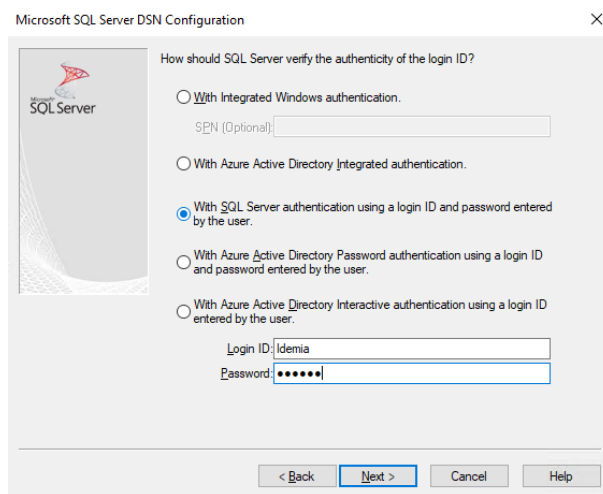 Microsoft SQL Server DSN Configuration
How should SQL Server verify the authenticity of the login ID?
Microsoft
SQL Server
With Integrated Windows authentication.
SPN (Optional):
With Azure Active Directory Integrated authentication.
With SQL Server authentication using a login ID and password entered
by the user.
With Azure Active Directory Password authentication using a login ID
and password entered by the user.
With Azure Active Directory Interactive authentication using a login ID
entered by the user.
Login ID: Idemia
Password: ●●●●●●
< Back Next > Cancel Help